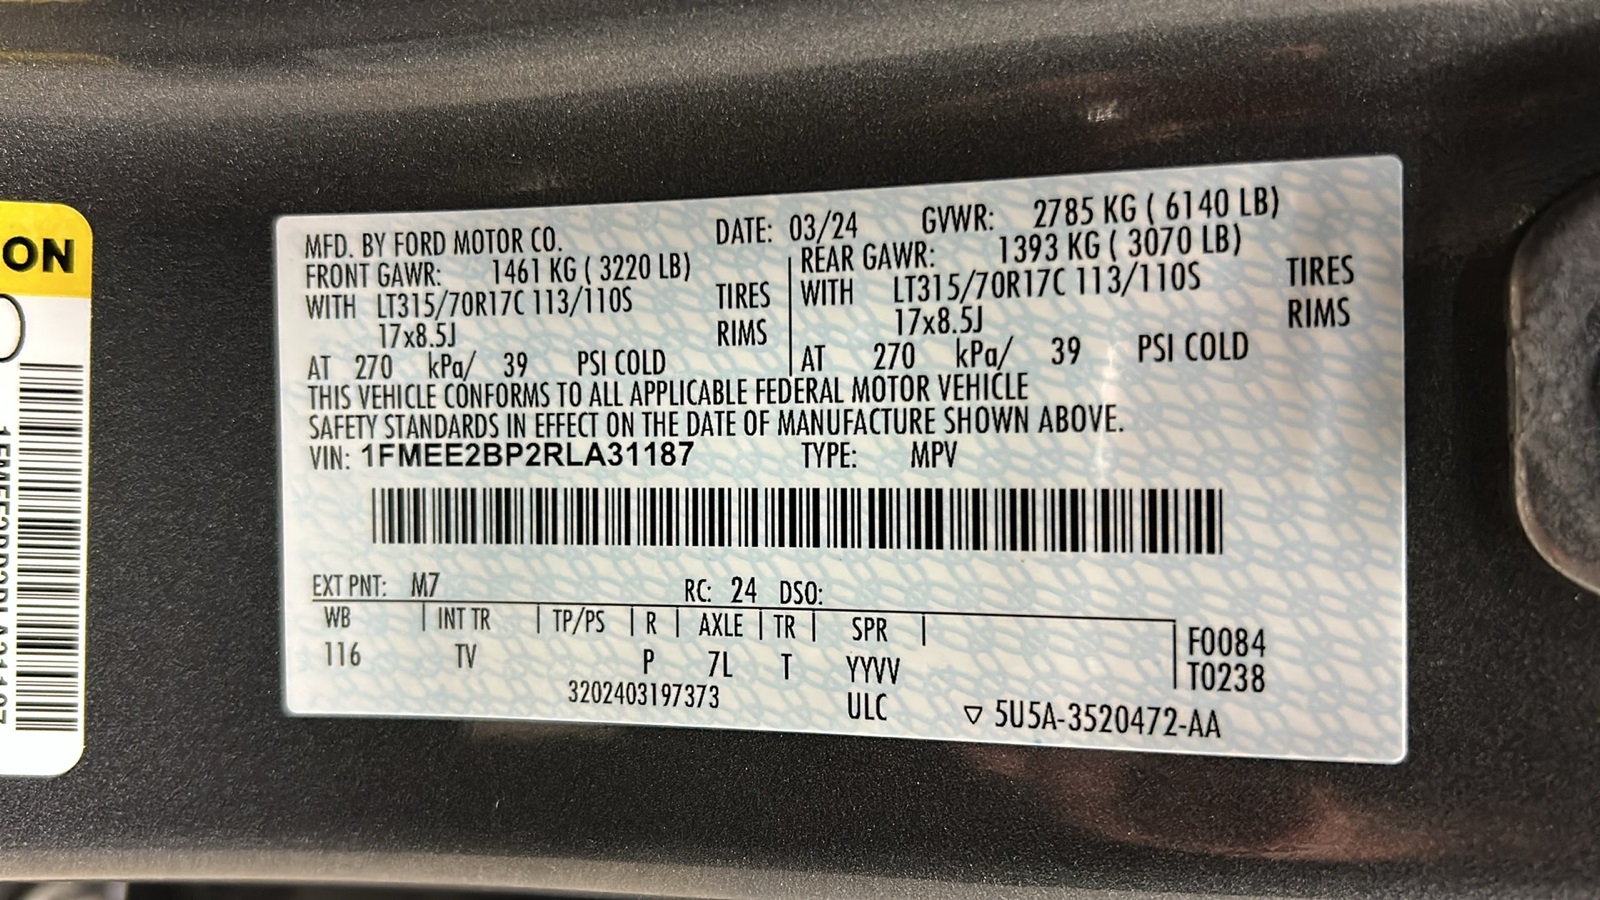 ON
MFD. BY FORD MOTOR CO. DATE: 03/24 GVWR: 2785 KG ( 6140 LB)
FRONT GAWR: 1461 KG ( 3220 LB) REAR GAWR: 1393 KG ( 3070 LB)
WITH LT315/70R17C 113/110S TIRES WITH LT315/70R17C 113/110S TIRES
17x8.5J RIMS 17x8.5J RIMS
AT 270 kPa/ 39 PSI COLD AT 270 kPa/ 39 PSI COLD
THIS VEHICLE CONFORMS TO ALL APPLICABLE FEDERAL MOTOR VEHICLE
SAFETY STANDARDS IN EFFECT ON THE DATE OF MANUFACTURE SHOWN ABOVE.
VIN: 1FMEE2BP2RLA31187 TYPE: MPV
EXT PNT: M7 RC: 24 DSO:
WB INT TR TP/PS R AXLE TR SPR F0084
116 TV P 7L T YYVV T0238
3202403197373 ULC ▽ 5U5A-3520472-AA